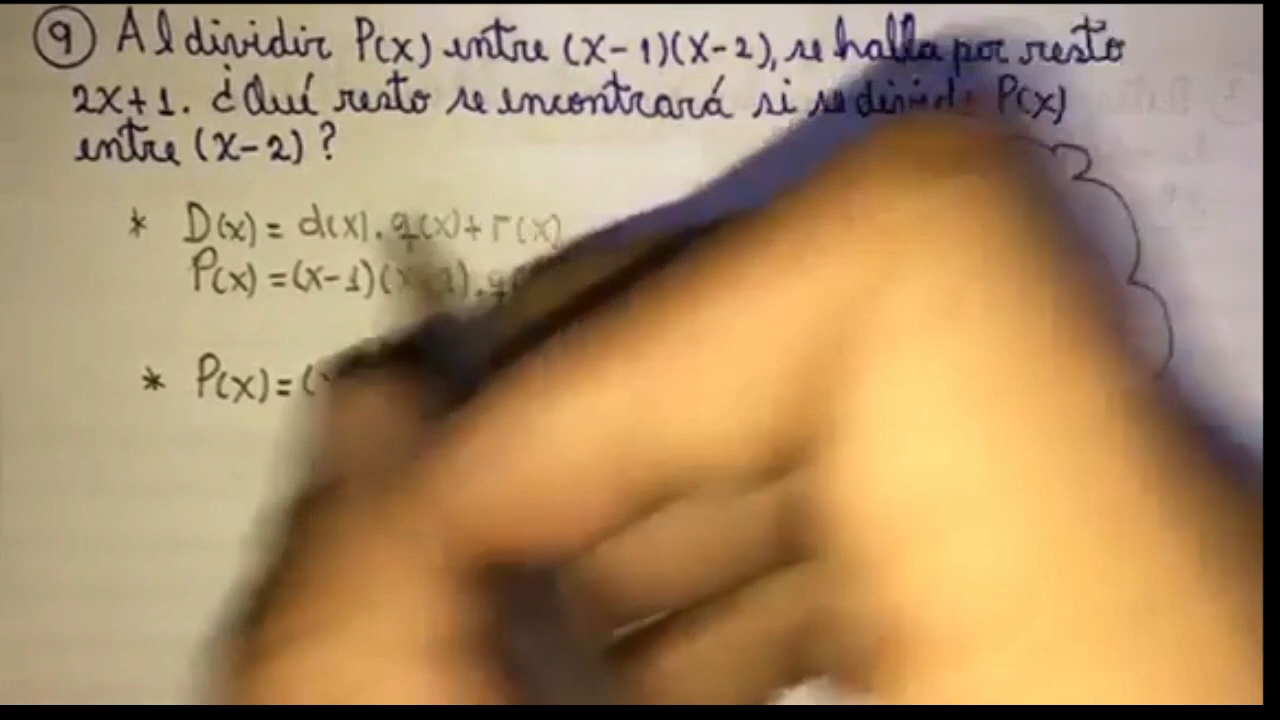 9 Al dividir P(x) entre (x-1)(x-2), se halla por resto
2x+1. ¿Qué resto se encontrará si se divide P(x)
entre (x-2)?
* D(x) = d(x).q(x)+r(x)
P(x) =(x-1)(x-2).q(
* P(x)=(x